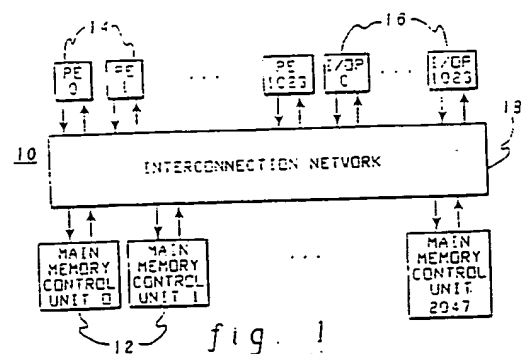 14
16
PE
0
PE
1
. . .
PE
1023
I/OP
0
. . .
I/OP
1023
18
10
INTERCONNECTION NETWORK
MAIN
MEMORY
CONTROL
UNIT 0
MAIN
MEMORY
CONTROL
UNIT 1
. . .
MAIN
MEMORY
CONTROL
UNIT
2047
12
fig. 1